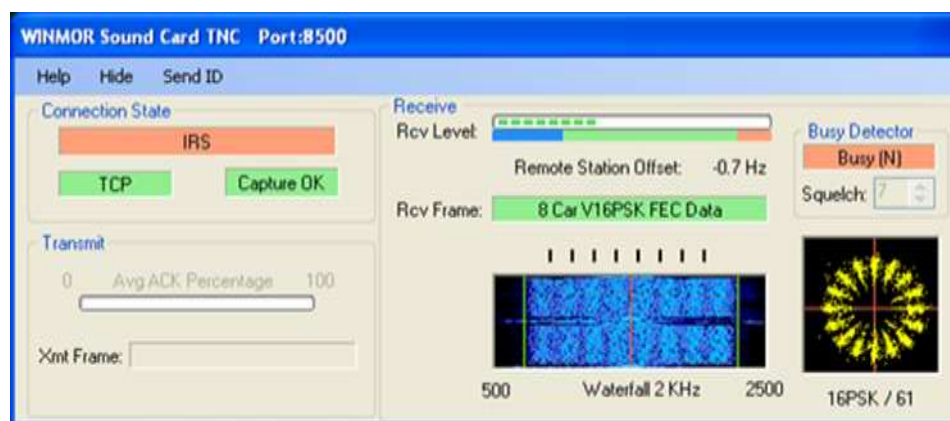 WINMOR Sound Card TNC Port:8500
Help Hide Send ID
Connection State
IRS
TCP Capture OK
Transmit
0 Avg ACK Percentage 100
Xmt Frame:
Receive
Rcv Level:
Remote Station Offset: -0.7 Hz
Rcv Frame: 8 Car V16PSK FEC Data
500 Waterfall 2 KHz 2500
Busy Detector
Busy (N)
Squelch: 7
16PSK / 61